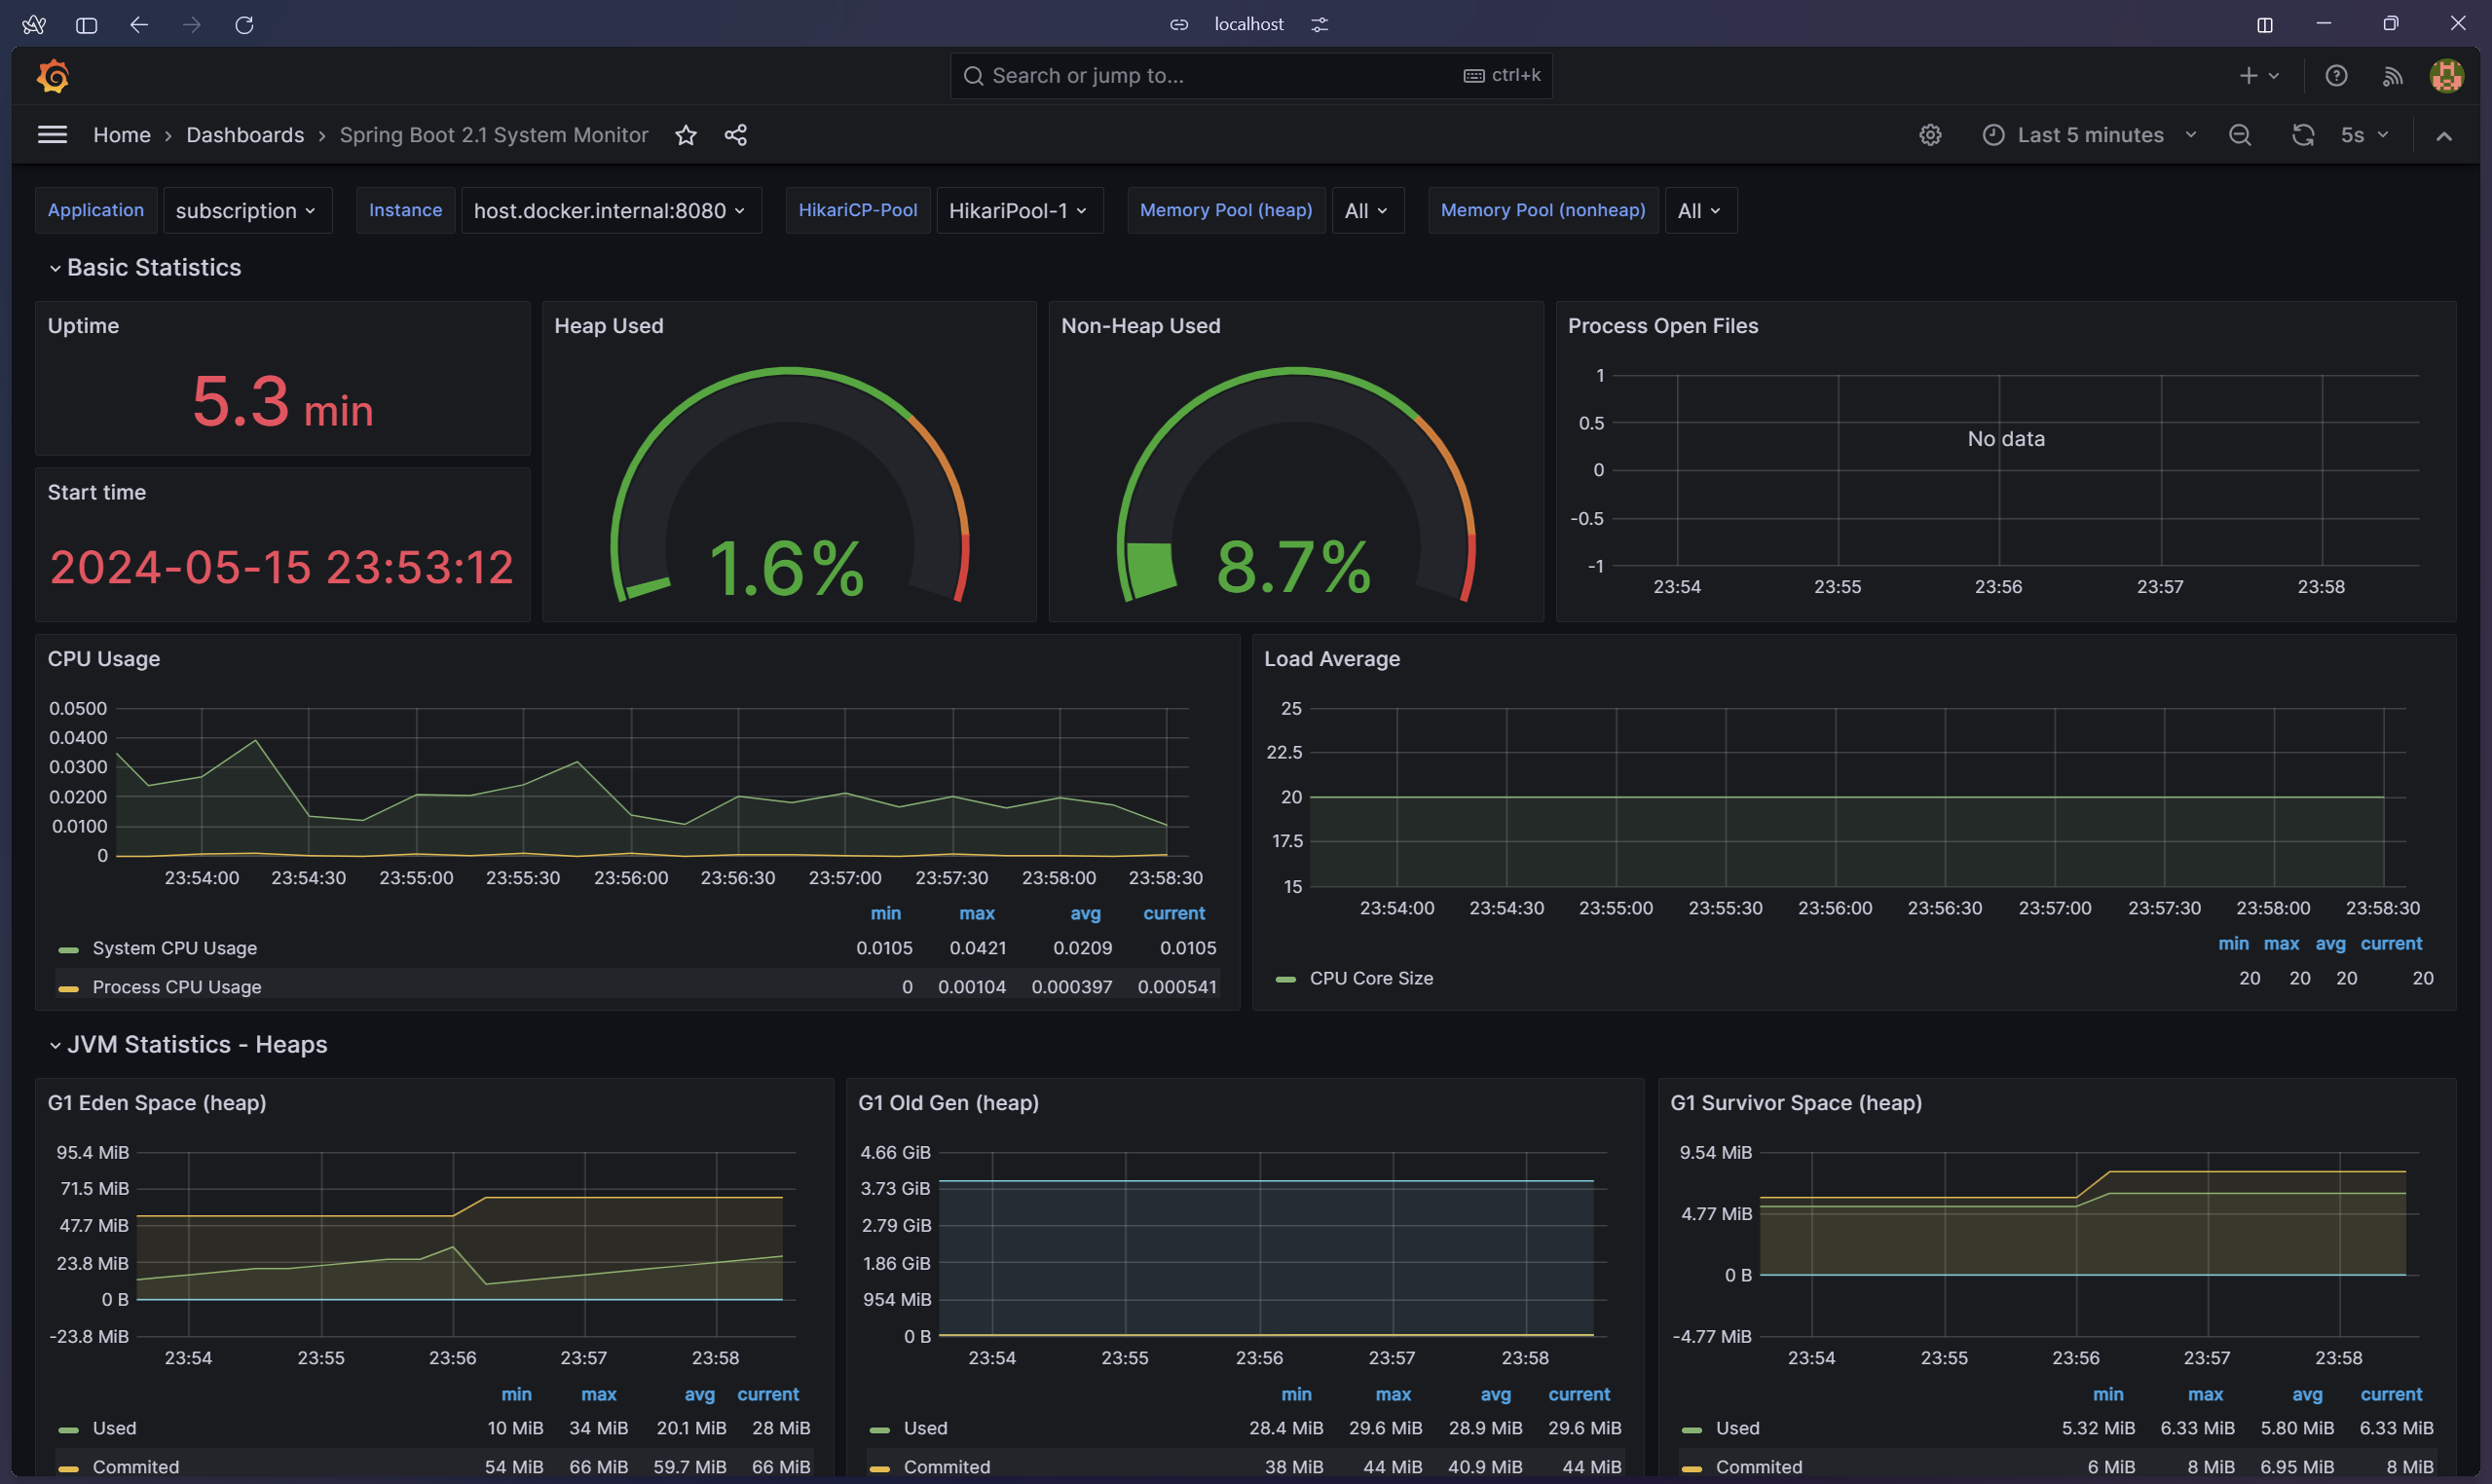 localhost
Search or jump to... ctrl+k
Home › Dashboards › Spring Boot 2.1 System Monitor Last 5 minutes 5s
Application subscription Instance host.docker.internal:8080 HikariCP-Pool HikariPool-1 Memory Pool (heap) All Memory Pool (nonheap) All
Basic Statistics
Uptime
5.3 min
Start time
2024-05-15 23:53:12
Heap Used
1.6%
Non-Heap Used
8.7%
Process Open Files
1
0.5
No data
0
-0.5
-1
23:54 23:55 23:56 23:57 23:58
CPU Usage
0.0500
0.0400
0.0300
0.0200
0.0100
0
23:54:00 23:54:30 23:55:00 23:55:30 23:56:00 23:56:30 23:57:00 23:57:30 23:58:00 23:58:30
min max avg current
System CPU Usage 0.0105 0.0421 0.0209 0.0105
Process CPU Usage 0 0.00104 0.000397 0.000541
Load Average
25
22.5
20
17.5
15
23:54:00 23:54:30 23:55:00 23:55:30 23:56:00 23:56:30 23:57:00 23:57:30 23:58:00 23:58:30
min max avg current
CPU Core Size 20 20 20 20
JVM Statistics - Heaps
G1 Eden Space (heap)
95.4 MiB
71.5 MiB
47.7 MiB
23.8 MiB
0 B
-23.8 MiB
23:54 23:55 23:56 23:57 23:58
min max avg current
Used 10 MiB 34 MiB 20.1 MiB 28 MiB
Commited 54 MiB 66 MiB 59.7 MiB 66 MiB
G1 Old Gen (heap)
4.66 GiB
3.73 GiB
2.79 GiB
1.86 GiB
954 MiB
0 B
23:54 23:55 23:56 23:57 23:58
min max avg current
Used 28.4 MiB 29.6 MiB 28.9 MiB 29.6 MiB
Commited 38 MiB 44 MiB 40.9 MiB 44 MiB
G1 Survivor Space (heap)
9.54 MiB
4.77 MiB
0 B
-4.77 MiB
23:54 23:55 23:56 23:57 23:58
min max avg current
Used 5.32 MiB 6.33 MiB 5.80 MiB 6.33 MiB
Commited 6 MiB 8 MiB 6.95 MiB 8 MiB